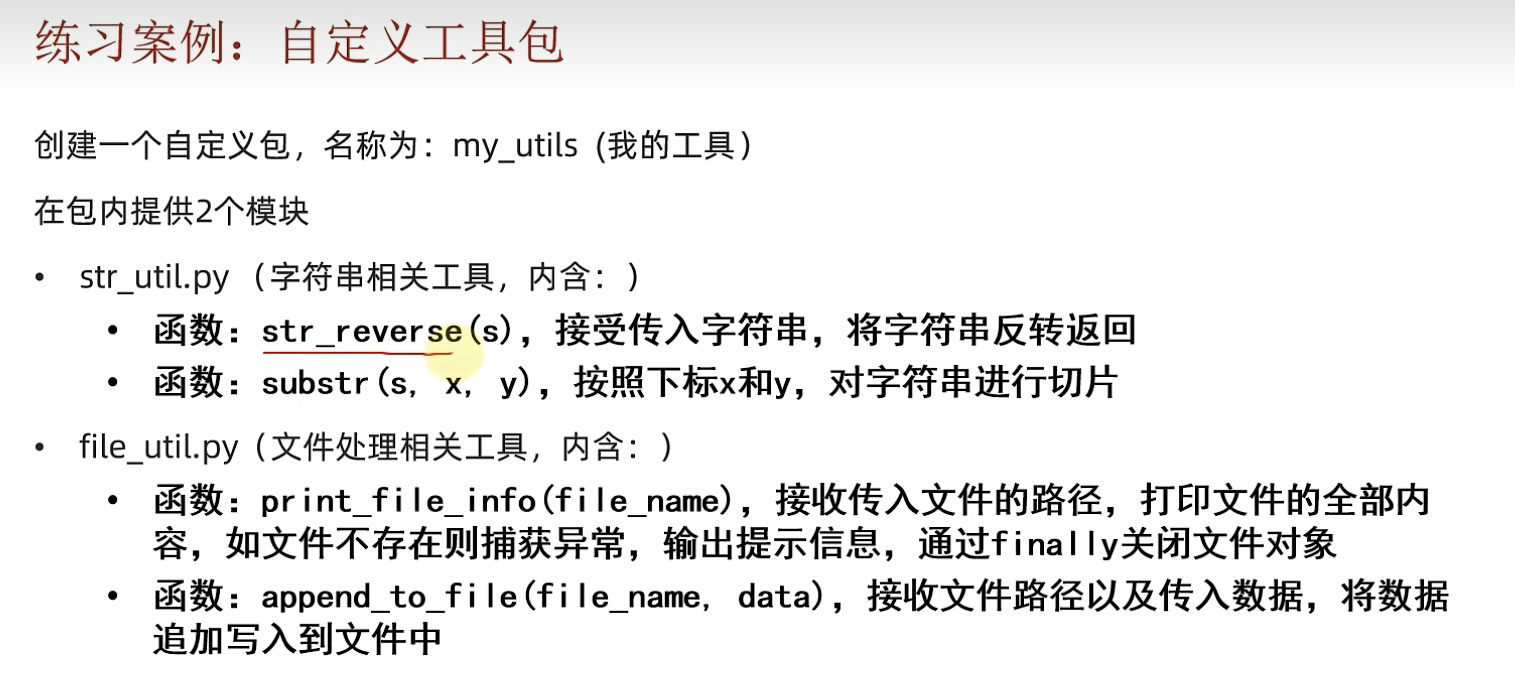 练习案例：自定义工具包
创建一个自定义包，名称为：my_utils（我的工具）
在包内提供2个模块
• str_util.py（字符串相关工具，内含：）
• 函数：str_reverse(s)，接受传入字符串，将字符串反转返回
• 函数：substr(s, x, y)，按照下标x和y，对字符串进行切片
• file_util.py（文件处理相关工具，内含：）
• 函数：print_file_info(file_name)，接收传入文件的路径，打印文件的全部内
容，如文件不存在则捕获异常，输出提示信息，通过finally关闭文件对象
• 函数：append_to_file(file_name, data)，接收文件路径以及传入数据，将数据
追加写入到文件中